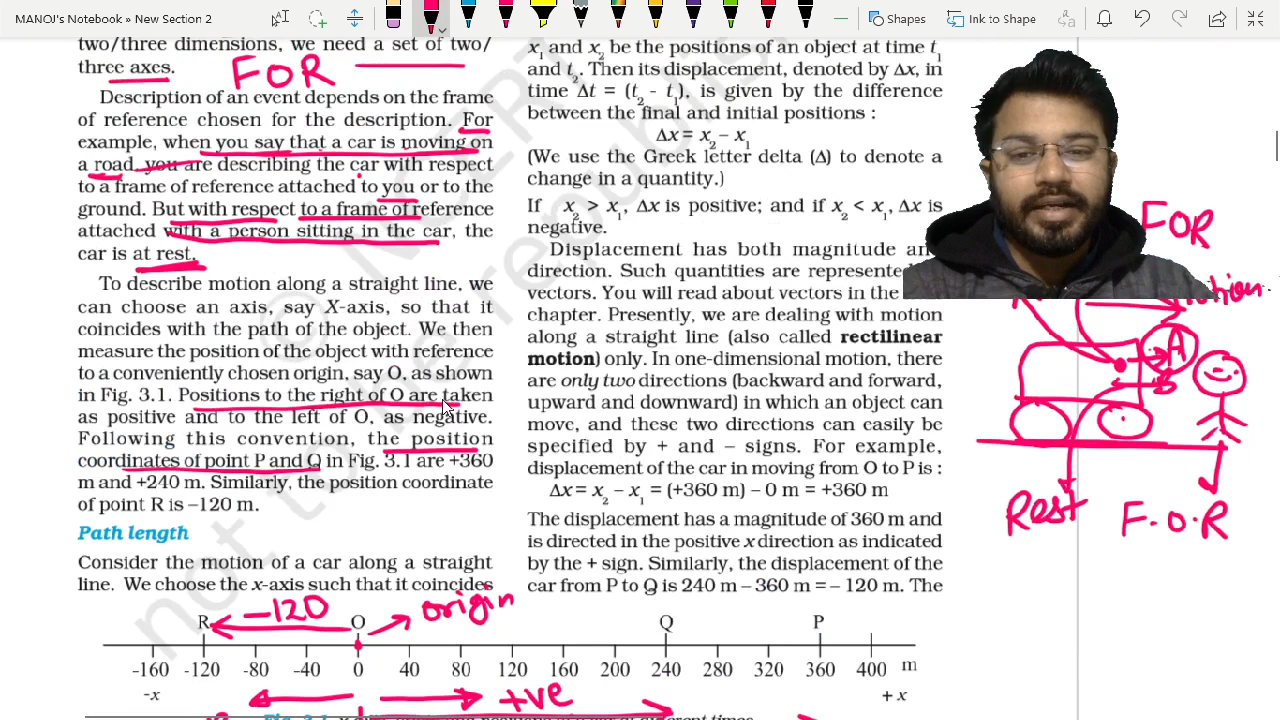 MANOJ's Notebook » New Section 2
Shapes
Ink to Shape
two/three dimensions, we need a set of two/
three axes.
FOR
Description of an event depends on the frame
of reference chosen for the description. For
example, when you say that a car is moving on
a road, you are describing the car with respect
to a frame of reference attached to you or to the
ground. But with respect to a frame of reference
attached with a person sitting in the car, the
car is at rest.
To describe motion along a straight line, we
can choose an axis, say X-axis, so that it
coincides with the path of the object. We then
measure the position of the object with reference
to a conveniently chosen origin, say O, as shown
in Fig. 3.1. Positions to the right of O are taken
as positive and to the left of O, as negative.
Following this convention, the position
coordinates of point P and Q in Fig. 3.1 are +360
m and +240 m. Similarly, the position coordinate
of point R is –120 m.
Path length
Consider the motion of a car along a straight
line. We choose the x-axis such that it coincides
x₁ and x₂ be the positions of an object at time t₁
and t₂. Then its displacement, denoted by Δx, in
time Δt = (t₂ - t₁), is given by the difference
between the final and initial positions :
Δx = x₂ – x₁
(We use the Greek letter delta (Δ) to denote a
change in a quantity.)
If x₂ > x₁, Δx is positive; and if x₂ < x₁, Δx is
negative.
Displacement has both magnitude
direction. Such quantities are represented
vectors. You will read about vectors in the
chapter. Presently, we are dealing with motion
along a straight line (also called rectilinear
motion) only. In one-dimensional motion, there
are only two directions (backward and forward,
upward and downward) in which an object can
move, and these two directions can easily be
specified by + and – signs. For example,
displacement of the car in moving from O to P is :
Δx = x₂ – x₁ = (+360 m) – 0 m = +360 m
The displacement has a magnitude of 360 m and
is directed in the positive x direction as indicated
by the + sign. Similarly, the displacement of the
car from P to Q is 240 m – 360 m = – 120 m. The
FOR
A
B
Rest F.O.R
-120 origin
R O Q P
-160 -120 -80 -40 0 40 80 120 160 200 240 280 320 360 400 m
-x +ve + x
not to be republis
© NCERT